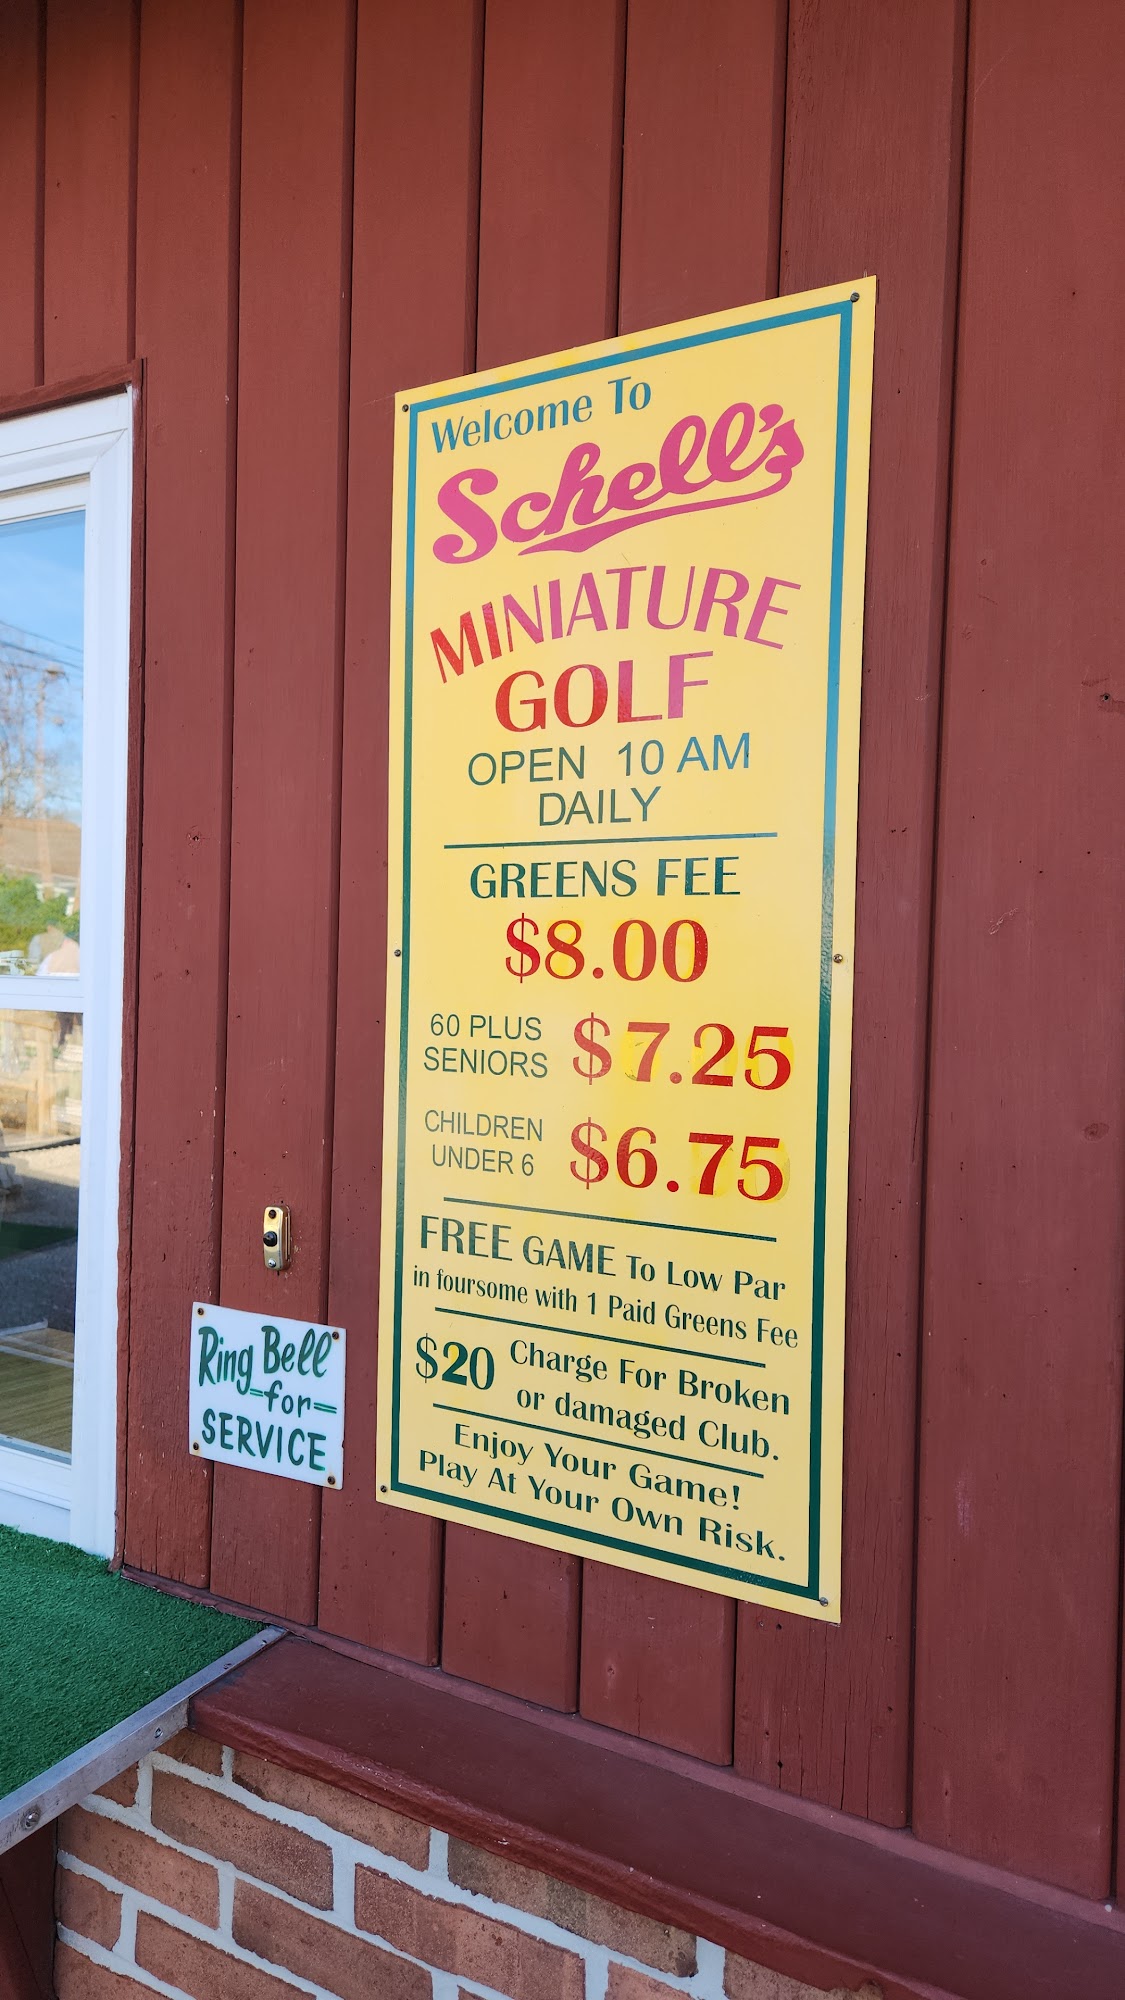 Welcome To
Schell's
MINIATURE
GOLF
OPEN 10 AM
DAILY
GREENS FEE
$8.00
60 PLUS
SENIORS
$7.25
CHILDREN
UNDER 6
$6.75
FREE GAME To Low Par
in foursome with 1 Paid Greens Fee
$20 Charge For Broken
or damaged Club.
Enjoy Your Game!
Play At Your Own Risk.
Ring Bell
=for=
SERVICE